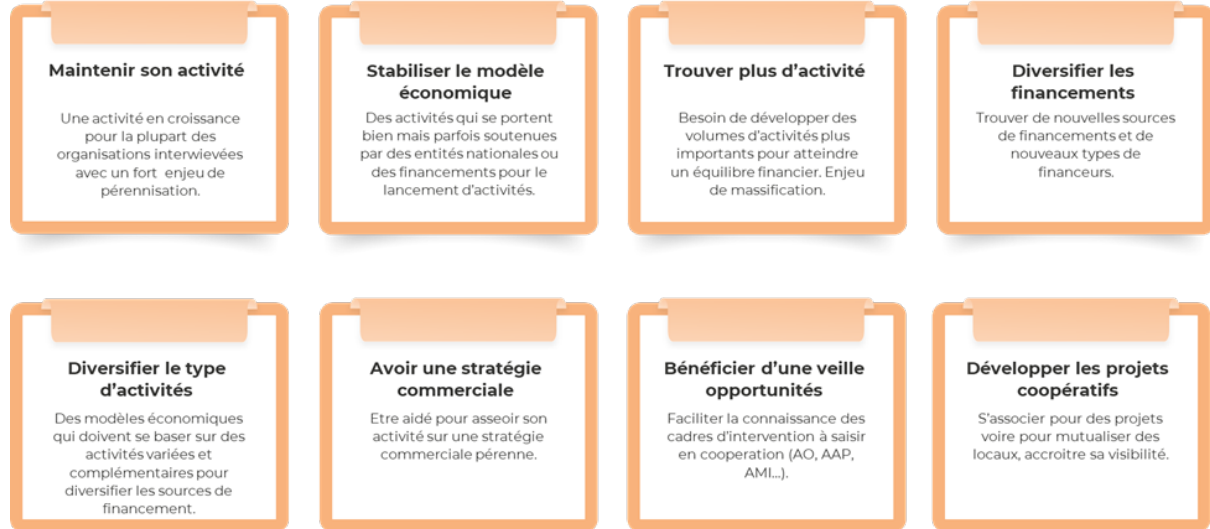 Maintenir son activité
Une activité en croissance
pour la plupart des
organisations interwievées
avec un fort enjeu de
pérennisation.
Stabiliser le modèle
économique
Des activités qui se portent
bien mais parfois soutenues
par des entités nationales ou
des financements pour le
lancement d'activités.
Trouver plus d'activité
Besoin de développer des
volumes d'activités plus
importants pour atteindre
un équilibre financier. Enjeu
de massification.
Diversifier les
financements
Trouver de nouvelles sources
de financements et de
nouveaux types de
financeurs.
Diversifier le type
d'activités
Des modèles économiques
qui doivent se baser sur des
activités variées et
complémentaires pour
diversifier les sources de
financement.
Avoir une stratégie
commerciale
Etre aidé pour asseoir son
activité sur une stratégie
commerciale pérenne.
Bénéficier d'une veille
opportunités
Faciliter la connaissance des
cadres d'intervention à saisir
en cooperation (AO, AAP,
AMI...).
Développer les projets
coopératifs
S'associer pour des projets
voire pour mutualiser des
locaux, accroitre sa visibilité.